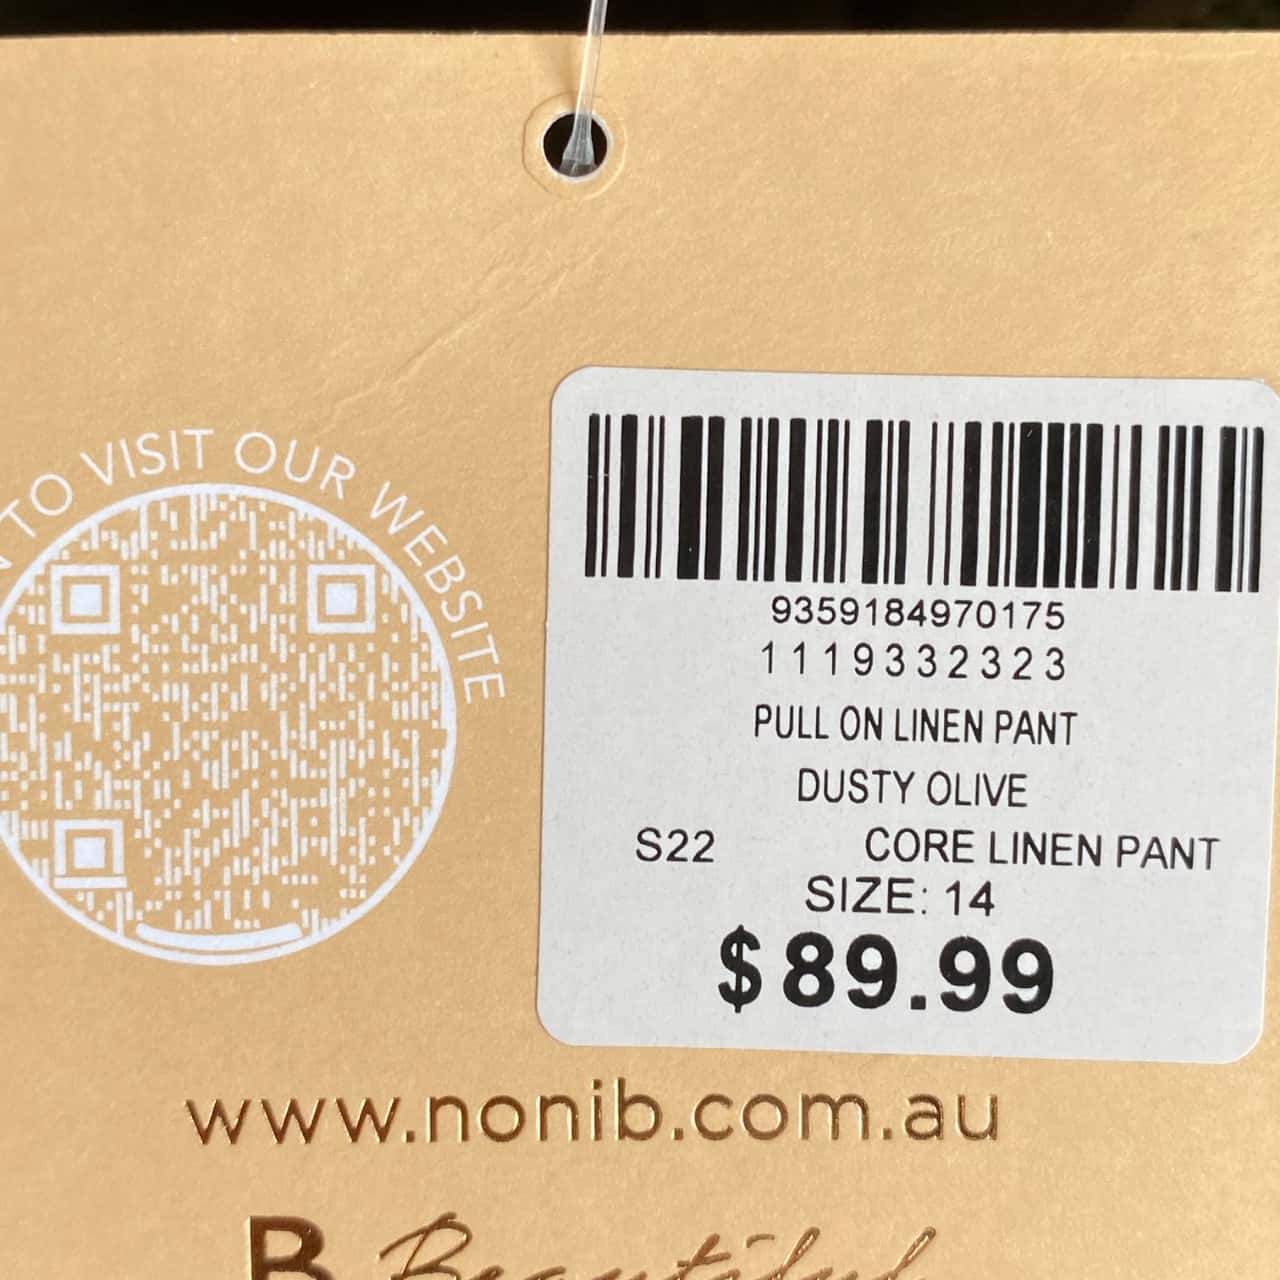 TO VISIT OUR WEBSITE
9359184970175
1119332323
PULL ON LINEN PANT
DUSTY OLIVE
S22 CORE LINEN PANT
SIZE: 14
$89.99
www.nonib.com.au
B Beautiful